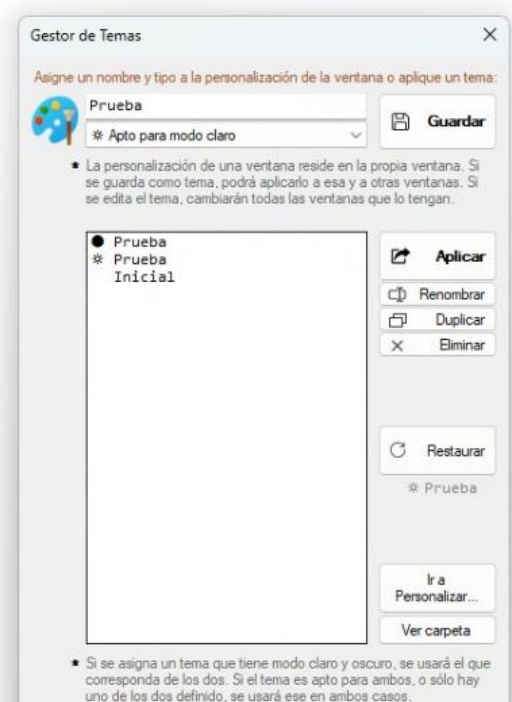 Gestor de Temas
Asigne un nombre y tipo a la personalización de la ventana o aplique un tema:
Prueba
Guardar
☼ Apto para modo claro
* La personalización de una ventana reside en la propia ventana. Si
se guarda como tema, podrá aplicarlo a esa y a otras ventanas. Si
se edita el tema, cambiarán todas las ventanas que lo tengan.
● Prueba
☼ Prueba
Inicial
Aplicar
Renombrar
Duplicar
Eliminar
Restaurar
☼ Prueba
Ir a
Personalizar...
Ver carpeta
* Si se asigna un tema que tiene modo claro y oscuro, se usará el que
corresponda de los dos. Si el tema es apto para ambos, o sólo hay
uno de los dos definido, se usará ese en ambos casos.